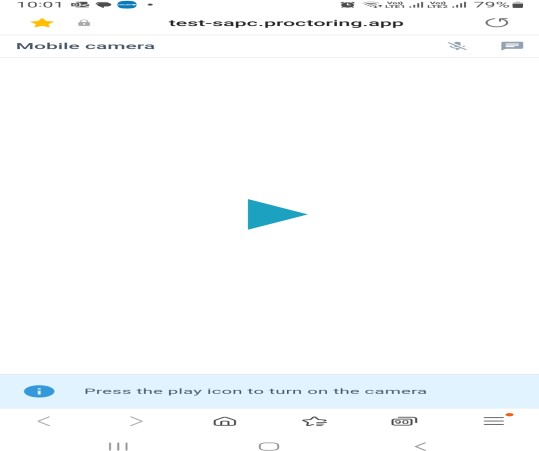 10:01 79%
test-sapc.proctoring.app
Mobile camera
Press the play icon to turn on the camera